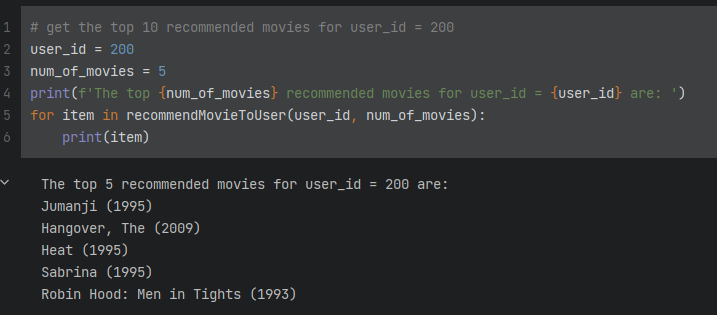 1 # get the top 10 recommended movies for user_id = 200
2 user_id = 200
3 num_of_movies = 5
4 print(f'The top {num_of_movies} recommended movies for user_id = {user_id} are: ')
5 for item in recommendMovieToUser(user_id, num_of_movies):
6     print(item)
The top 5 recommended movies for user_id = 200 are:
Jumanji (1995)
Hangover, The (2009)
Heat (1995)
Sabrina (1995)
Robin Hood: Men in Tights (1993)